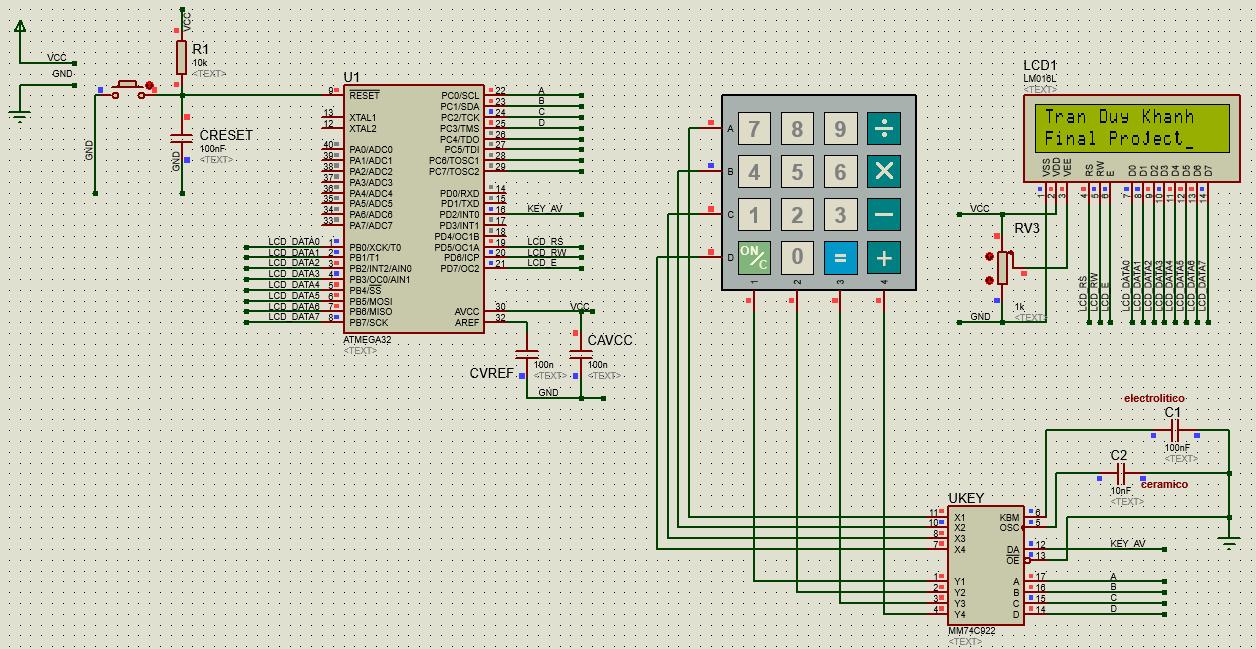 VCC
GND
VCC
R1
10k
<TEXT>
GND
CRESET
100nF
<TEXT>
GND
U1
9 RESET
13 XTAL1
12 XTAL2
40 PA0/ADC0
39 PA1/ADC1
38 PA2/ADC2
37 PA3/ADC3
36 PA4/ADC4
35 PA5/ADC5
34 PA6/ADC6
33 PA7/ADC7
LCD_DATA0 1 PB0/XCK/T0
LCD_DATA1 2 PB1/T1
LCD_DATA2 3 PB2/INT2/AIN0
LCD_DATA3 4 PB3/OC0/AIN1
LCD_DATA4 5 PB4/SS
LCD_DATA5 6 PB5/MOSI
LCD_DATA6 7 PB6/MISO
LCD_DATA7 8 PB7/SCK
PC0/SCL 22 A
PC1/SDA 23 B
PC2/TCK 24 C
PC3/TMS 25 D
PC4/TDO 26
PC5/TDI 27
PC6/TOSC1 28
PC7/TOSC2 29
PD0/RXD 14
PD1/TXD 15
PD2/INT0 16 KEY_AV
PD3/INT1 17
PD4/OC1B 18
PD5/OC1A 19 LCD_RS
PD6/ICP 20 LCD_RW
PD7/OC2 21 LCD_E
AVCC 30 VCC
AREF 32
ATMEGA32
<TEXT>
CVREF
100n
<TEXT>
CAVCC
100n
<TEXT>
GND
A 7 8 9 ÷
B 4 5 6 ×
C 1 2 3 −
D ON/C 0 = +
1 2 3 4
LCD1
LM016L
<TEXT>
Tran Duy Khanh
Final ProJect_
VSS VDD VEE RS RW E D0 D1 D2 D3 D4 D5 D6 D7
1 2 3 4 5 6 7 8 9 10 11 12 13 14
VCC
RV3
1k
<TEXT>
GND
LCD_RS LCD_RW LCD_E LCD_DATA0 LCD_DATA1 LCD_DATA2 LCD_DATA3 LCD_DATA4 LCD_DATA5 LCD_DATA6 LCD_DATA7
electrolitico
C1
100nF
<TEXT>
C2
10nF
ceramico
<TEXT>
UKEY
11 X1
10 X2
8 X3
7 X4
1 Y1
2 Y2
3 Y3
4 Y4
KBM 6
OSC 5
DA 12 KEY_AV
OE 13
A 17 A
B 16 B
C 15 C
D 14 D
MM74C922
<TEXT>